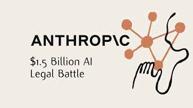 ANTHROP\C
$1.5 Billion AI
Legal Battle